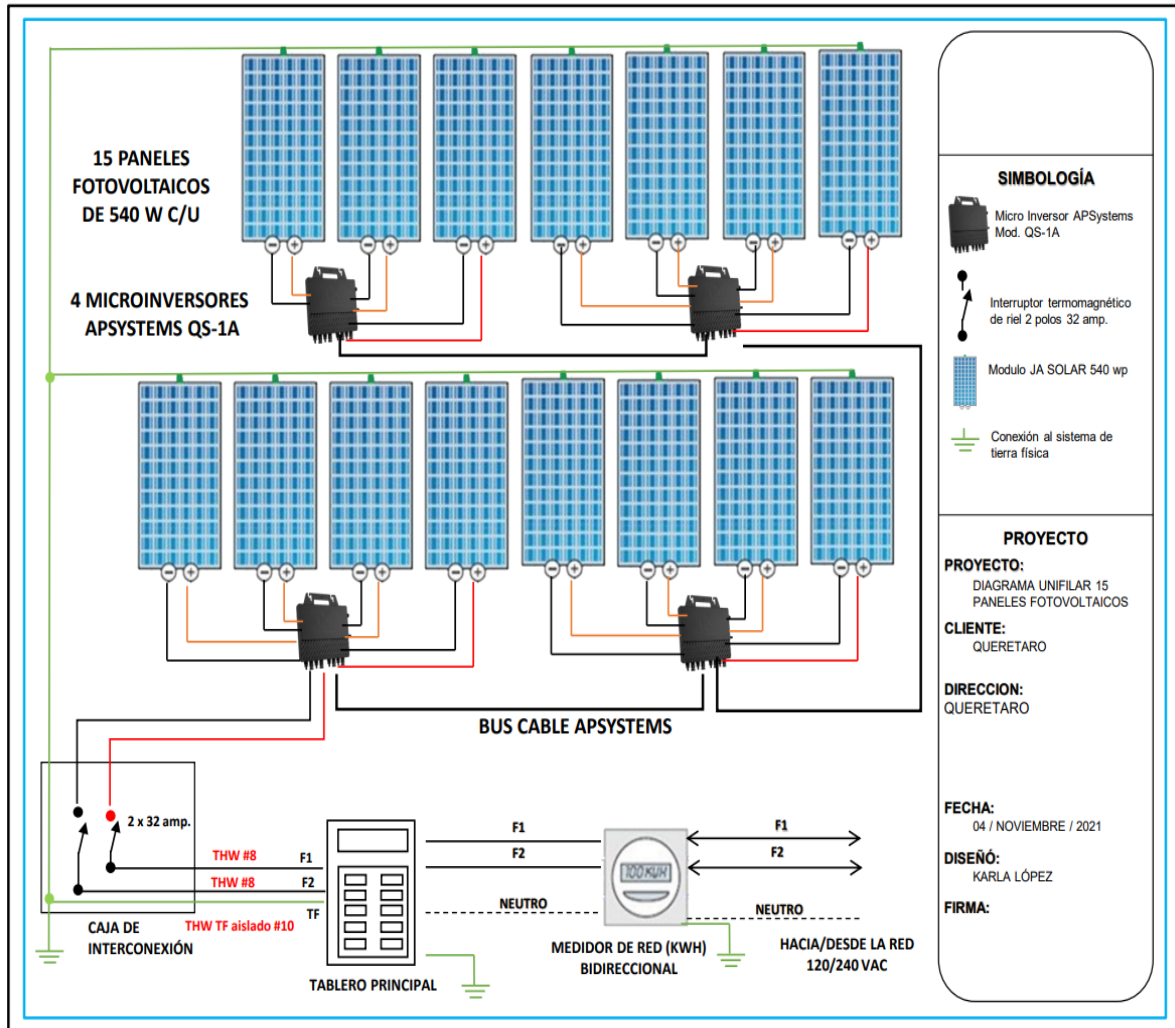 15 PANELES
FOTOVOLTAICOS
DE 540 W C/U
4 MICROINVERSORES
APSYSTEMS QS-1A
BUS CABLE APSYSTEMS
2 x 32 amp.
THW #8
F1
THW #8
F2
THW TF aislado #10
TF
CAJA DE
INTERCONEXIÓN
TABLERO PRINCIPAL
F1
F2
NEUTRO
100KWH
MEDIDOR DE RED (KWH)
BIDIRECCIONAL
F1
F2
NEUTRO
HACIA/DESDE LA RED
120/240 VAC
SIMBOLOGÍA
Micro Inversor APSystems
Mod. QS-1A
Interruptor termomagnético
de riel 2 polos 32 amp.
Modulo JA SOLAR 540 wp
Conexión al sistema de
tierra física
PROYECTO
PROYECTO:
DIAGRAMA UNIFILAR 15
PANELES FOTOVOLTAICOS
CLIENTE:
QUERETARO
DIRECCION:
QUERETARO
FECHA:
04 / NOVIEMBRE / 2021
DISEÑÓ:
KARLA LÓPEZ
FIRMA: